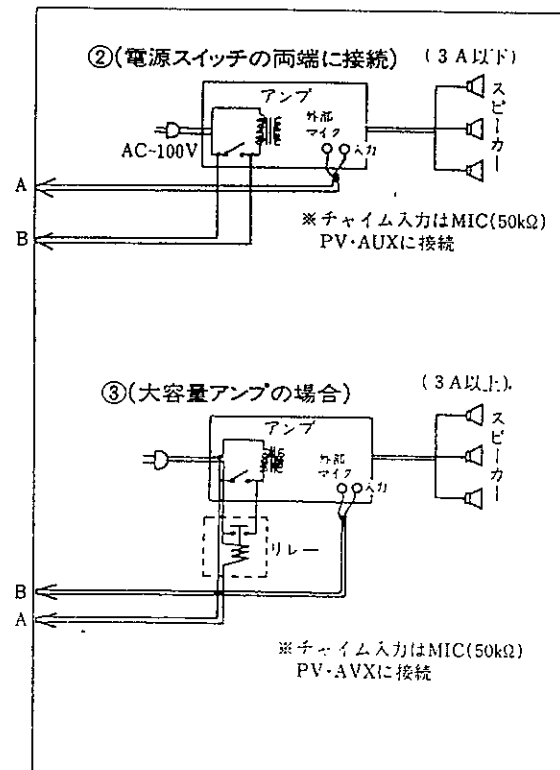 ②(電源スイッチの両端に接続)
(3A以下)
アンプ
外部
マイク
入力
スピーカー
AC~100V
A
B
※チャイム入力はMIC(50kΩ)
PV・AUXに接続
③(大容量アンプの場合)
(3A以上).
アンプ
外部
マイク
入力
スピーカー
リレー
B
A
※チャイム入力はMIC(50kΩ)
PV・AVXに接続